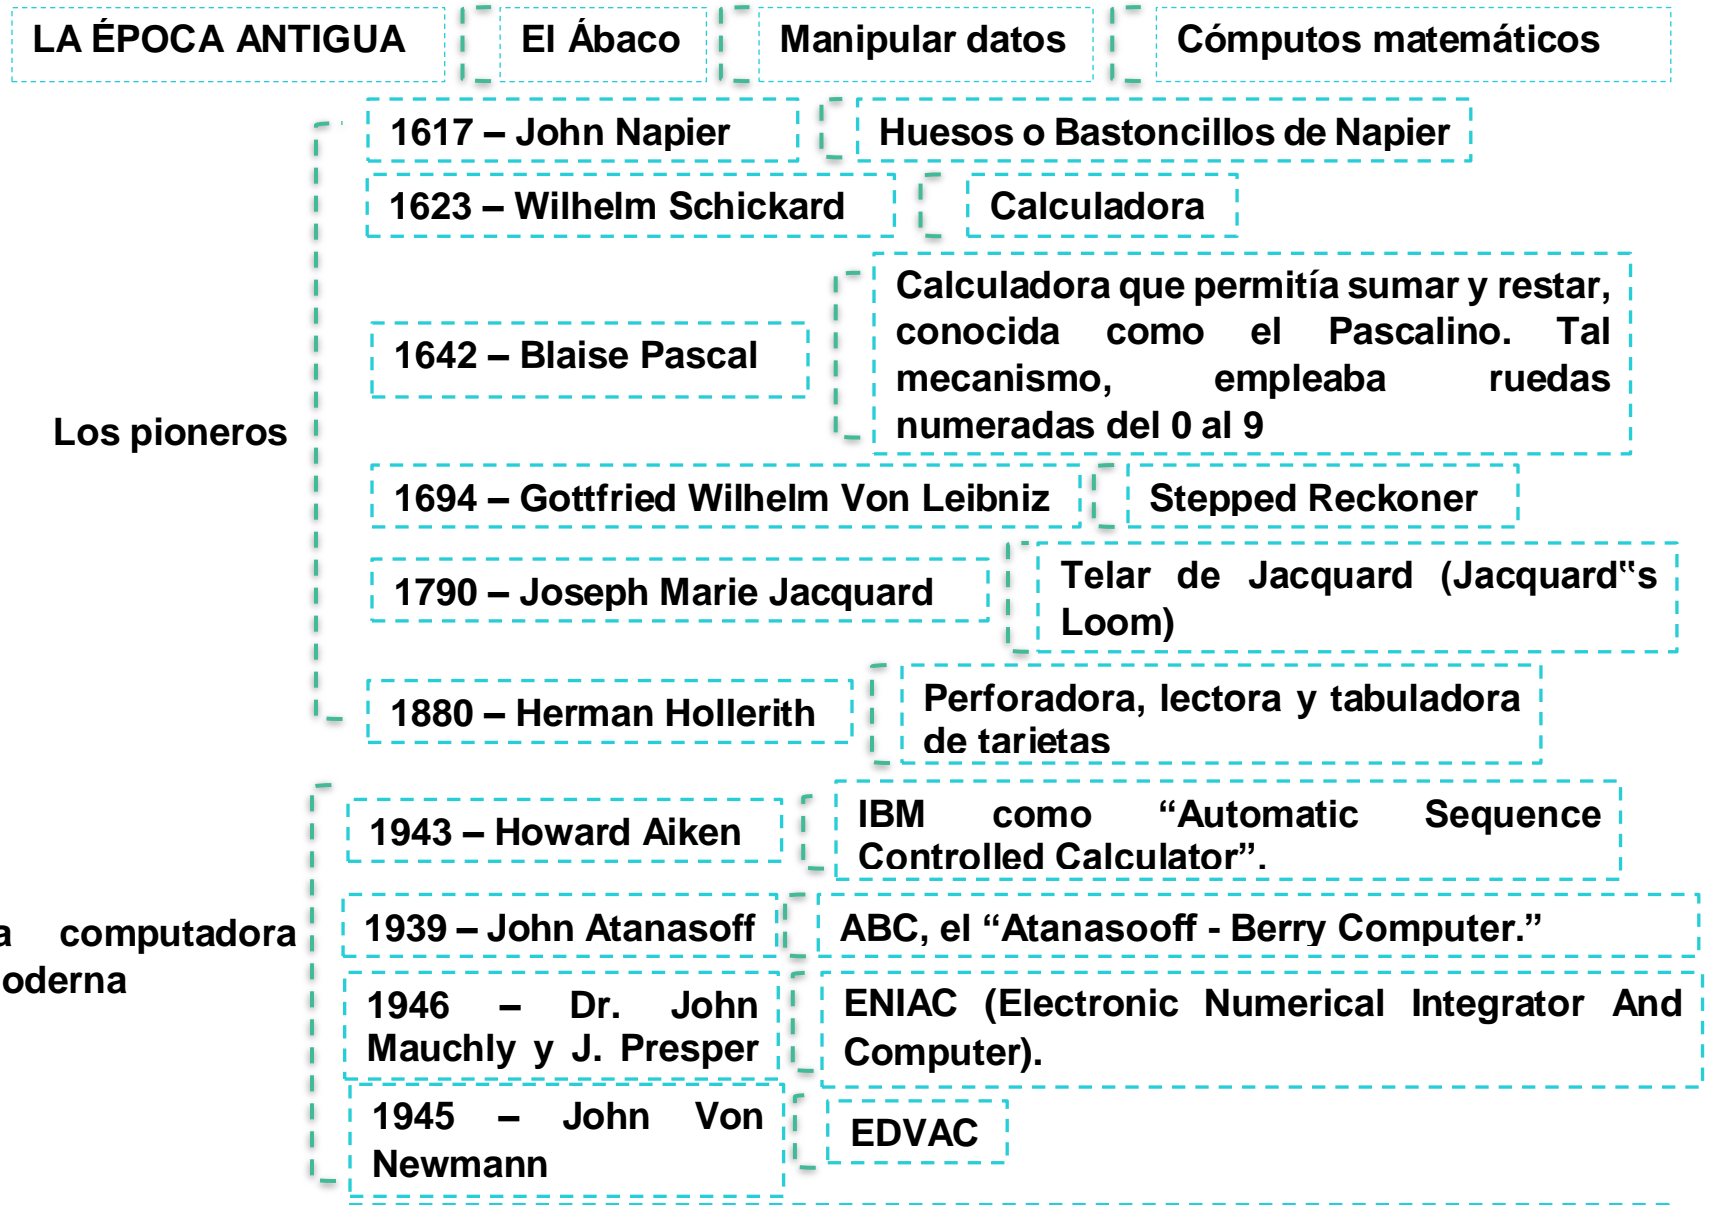 LA ÉPOCA ANTIGUA
El Ábaco
Manipular datos
Cómputos matemáticos
Los pioneros
1617 – John Napier
Huesos o Bastoncillos de Napier
1623 – Wilhelm Schickard
Calculadora
1642 – Blaise Pascal
Calculadora que permitía sumar y restar,
conocida como el Pascalino. Tal
mecanismo, empleaba ruedas
numeradas del 0 al 9
1694 – Gottfried Wilhelm Von Leibniz
Stepped Reckoner
1790 – Joseph Marie Jacquard
Telar de Jacquard (Jacquard‟s
Loom)
1880 – Herman Hollerith
Perforadora, lectora y tabuladora
de tarjetas
a computadora
oderna
1943 – Howard Aiken
IBM como “Automatic Sequence
Controlled Calculator”.
1939 – John Atanasoff
ABC, el “Atanasooff - Berry Computer.”
1946 – Dr. John
Mauchly y J. Presper
ENIAC (Electronic Numerical Integrator And
Computer).
1945 – John Von
Newmann
EDVAC